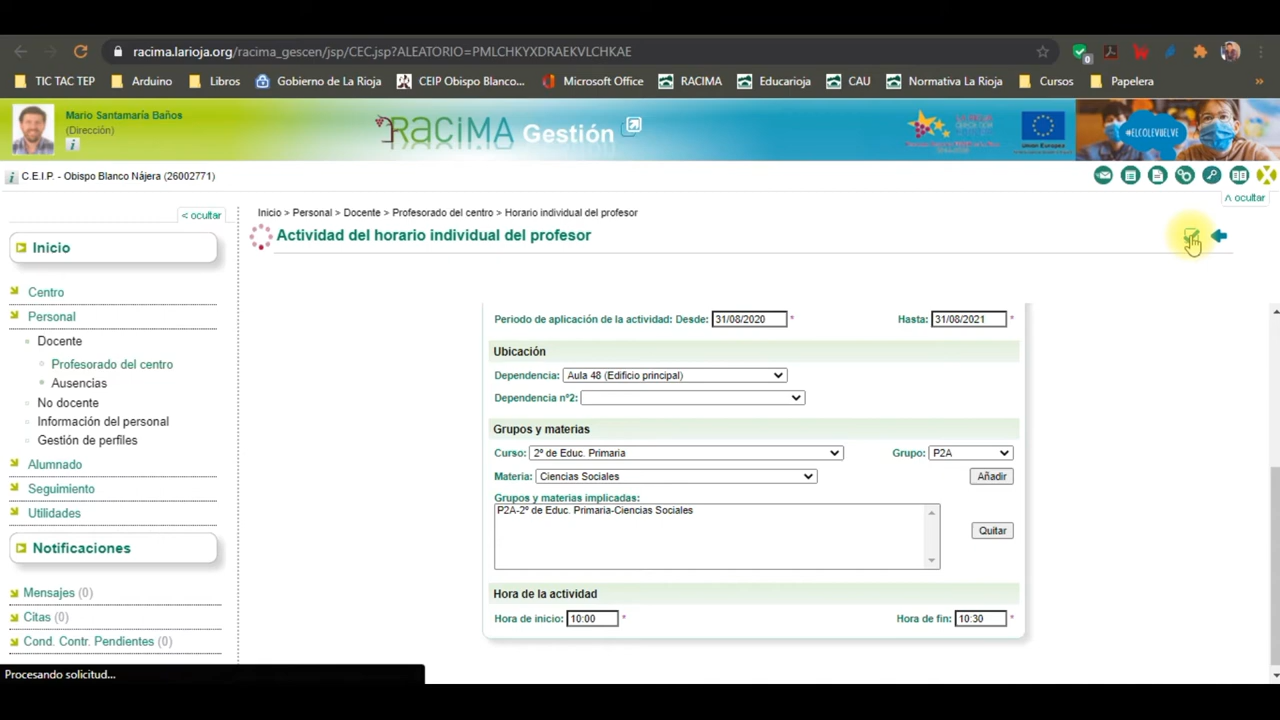 racima.larioja.org/racima_gescen/jsp/CEC.jsp?ALEATORIO=PMLCHKYXDRAEKVLCHKAE
TIC TAC TEP Arduino Libros Gobierno de La Rioja CEIP Obispo Blanco... Microsoft Office RACIMA Educarioja CAU Normativa La Rioja Cursos Papelera »
Mario Santamaría Baños
(Dirección)
RACIMA Gestión
Unión Europea
#ELCOLEVUELVE
C.E.I.P. - Obispo Blanco Nájera (26002771)
ʌ ocultar
< ocultar
Inicio > Personal > Docente > Profesorado del centro > Horario individual del profesor
Actividad del horario individual del profesor
Inicio
Centro
Personal
Docente
Profesorado del centro
Ausencias
No docente
Información del personal
Gestión de perfiles
Alumnado
Seguimiento
Utilidades
Notificaciones
Mensajes (0)
Citas (0)
Cond. Contr. Pendientes (0)
Periodo de aplicación de la actividad: Desde: 31/08/2020 * Hasta: 31/08/2021 *
Ubicación
Dependencia: Aula 48 (Edificio principal)
Dependencia nº2:
Grupos y materias
Curso: 2º de Educ. Primaria Grupo: P2A
Materia: Ciencias Sociales Añadir
Grupos y materias implicadas:
P2A-2º de Educ. Primaria-Ciencias Sociales
Quitar
Hora de la actividad
Hora de inicio: 10:00 * Hora de fin: 10:30 *
Procesando solicitud...